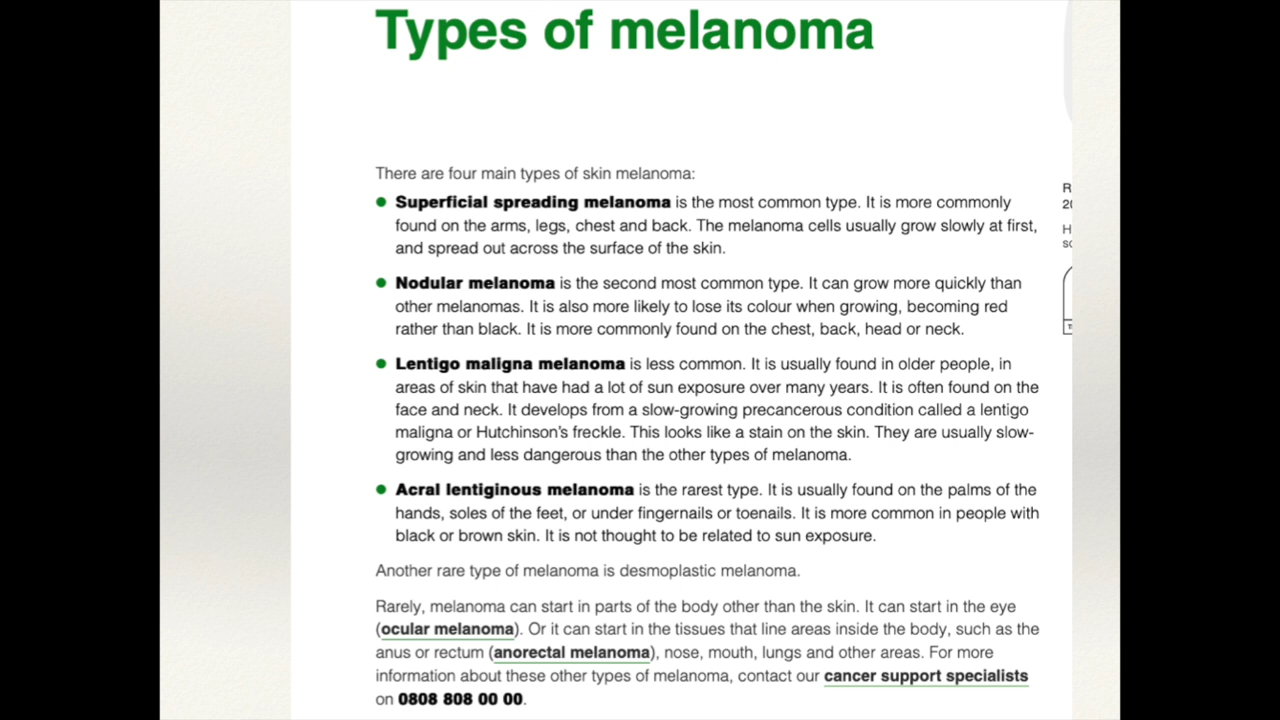 Types of melanoma
There are four main types of skin melanoma:
Superficial spreading melanoma is the most common type. It is more commonly
found on the arms, legs, chest and back. The melanoma cells usually grow slowly at first,
and spread out across the surface of the skin.
Nodular melanoma is the second most common type. It can grow more quickly than
other melanomas. It is also more likely to lose its colour when growing, becoming red
rather than black. It is more commonly found on the chest, back, head or neck.
Lentigo maligna melanoma is less common. It is usually found in older people, in
areas of skin that have had a lot of sun exposure over many years. It is often found on the
face and neck. It develops from a slow-growing precancerous condition called a lentigo
maligna or Hutchinson's freckle. This looks like a stain on the skin. They are usually slow-
growing and less dangerous than the other types of melanoma.
Acral lentiginous melanoma is the rarest type. It is usually found on the palms of the
hands, soles of the feet, or under fingernails or toenails. It is more common in people with
black or brown skin. It is not thought to be related to sun exposure.
Another rare type of melanoma is desmoplastic melanoma.
Rarely, melanoma can start in parts of the body other than the skin. It can start in the eye
(ocular melanoma). Or it can start in the tissues that line areas inside the body, such as the
anus or rectum (anorectal melanoma), nose, mouth, lungs and other areas. For more
information about these other types of melanoma, contact our cancer support specialists
on 0808 808 00 00.